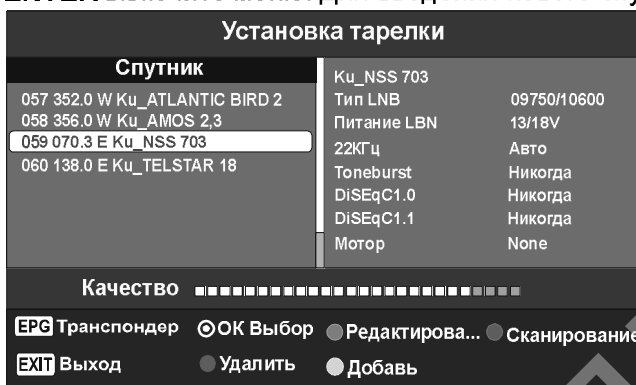 Установка тарелки
Спутник
057 352.0 W Ku_ATLANTIC BIRD 2
058 356.0 W Ku_AMOS 2,3
059 070.3 E Ku_NSS 703
060 138.0 E Ku_TELSTAR 18
Ku_NSS 703
Тип LNB 09750/10600
Питание LBN 13/18V
22КГц Авто
Toneburst Никогда
DiSEqC1.0 Никогда
DiSEqC1.1 Никогда
Мотор None
Качество
EPG Транспондер OK Выбор Редактирова... Сканирование
EXIT Выход Удалить Добавь